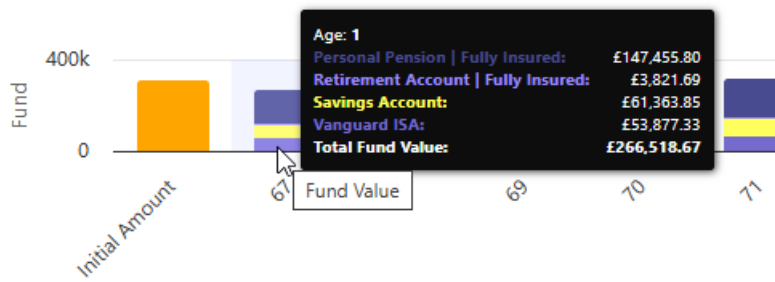 400k
Fund
0
Initial Amount
67
69
70
71
Age: 1
Personal Pension | Fully Insured: £147,455.80
Retirement Account | Fully Insured: £3,821.69
Savings Account: £61,363.85
Vanguard ISA: £53,877.33
Total Fund Value: £266,518.67
Fund Value